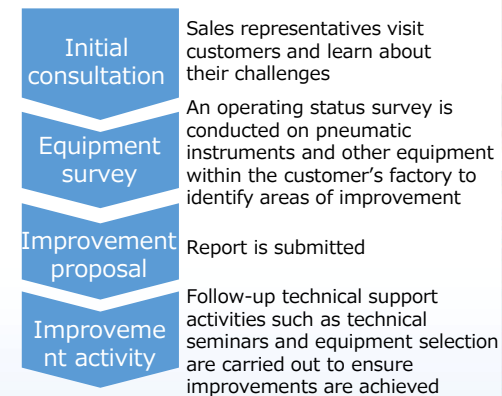 Initial
consultation
Sales representatives visit
customers and learn about
their challenges
Equipment
survey
An operating status survey is
conducted on pneumatic
instruments and other equipment
within the customer's factory to
identify areas of improvement
Improvement
proposal
Report is submitted
Improveme
nt activity
Follow-up technical support
activities such as technical
seminars and equipment selection
are carried out to ensure
improvements are achieved